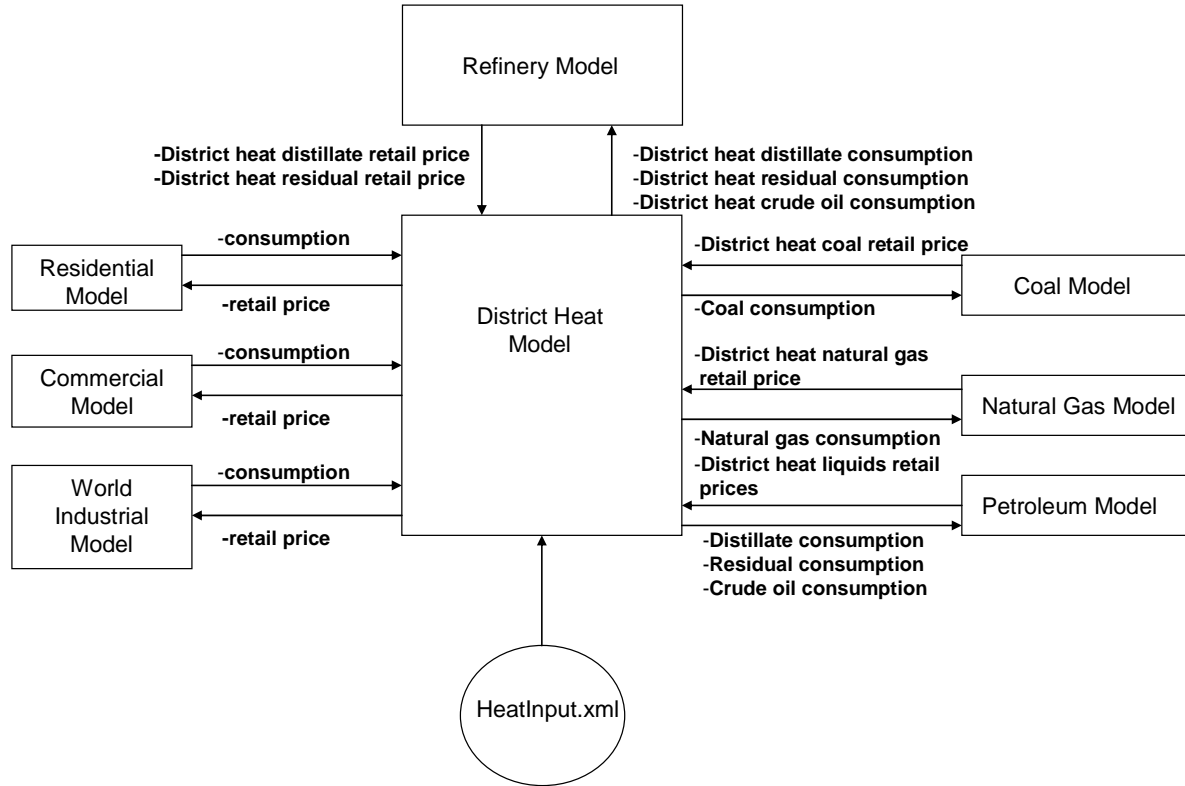 Refinery Model
-District heat distillate retail price
-District heat residual retail price
-District heat distillate consumption
-District heat residual consumption
-District heat crude oil consumption
-consumption
Residential
Model
-retail price
-consumption
Commercial
Model
-retail price
-consumption
World
Industrial
Model
-retail price
District Heat
Model
-District heat coal retail price
Coal Model
-Coal consumption
-District heat natural gas
retail price
Natural Gas Model
-Natural gas consumption
-District heat liquids retail
prices
Petroleum Model
-Distillate consumption
-Residual consumption
-Crude oil consumption
HeatInput.xml